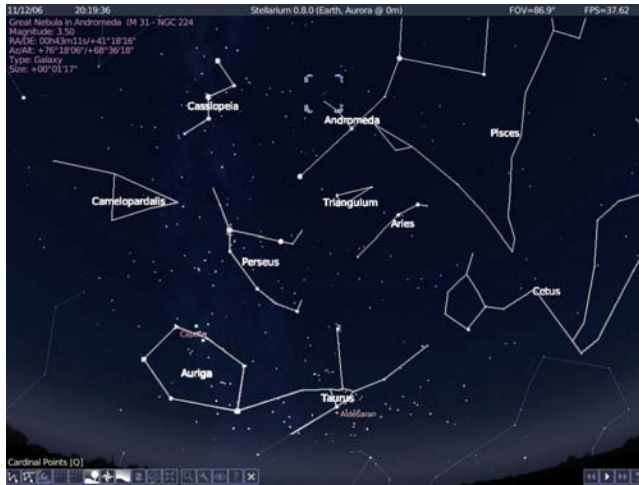 11/12/06 20:19:36 Stellarium 0.8.0 (Earth, Aurora @ 0m) FOV=86.9° FPS=37.62
Great Nebula in Andromeda (M 31 - NGC 224
Magnitude: 3.50
RA/DE: 00h43m11s/+41°18'16"
Az/Alt: +76°18'06"/+68°36'18"
Type: Galaxy
Size: +00°01'17"
Cassiopeia
Andromeda
Pisces
Camelopardalis
Triangulum
Aries
Perseus
Cetus
Capella
Auriga
Taurus
Aldebaran
Cardinal Points [Q]